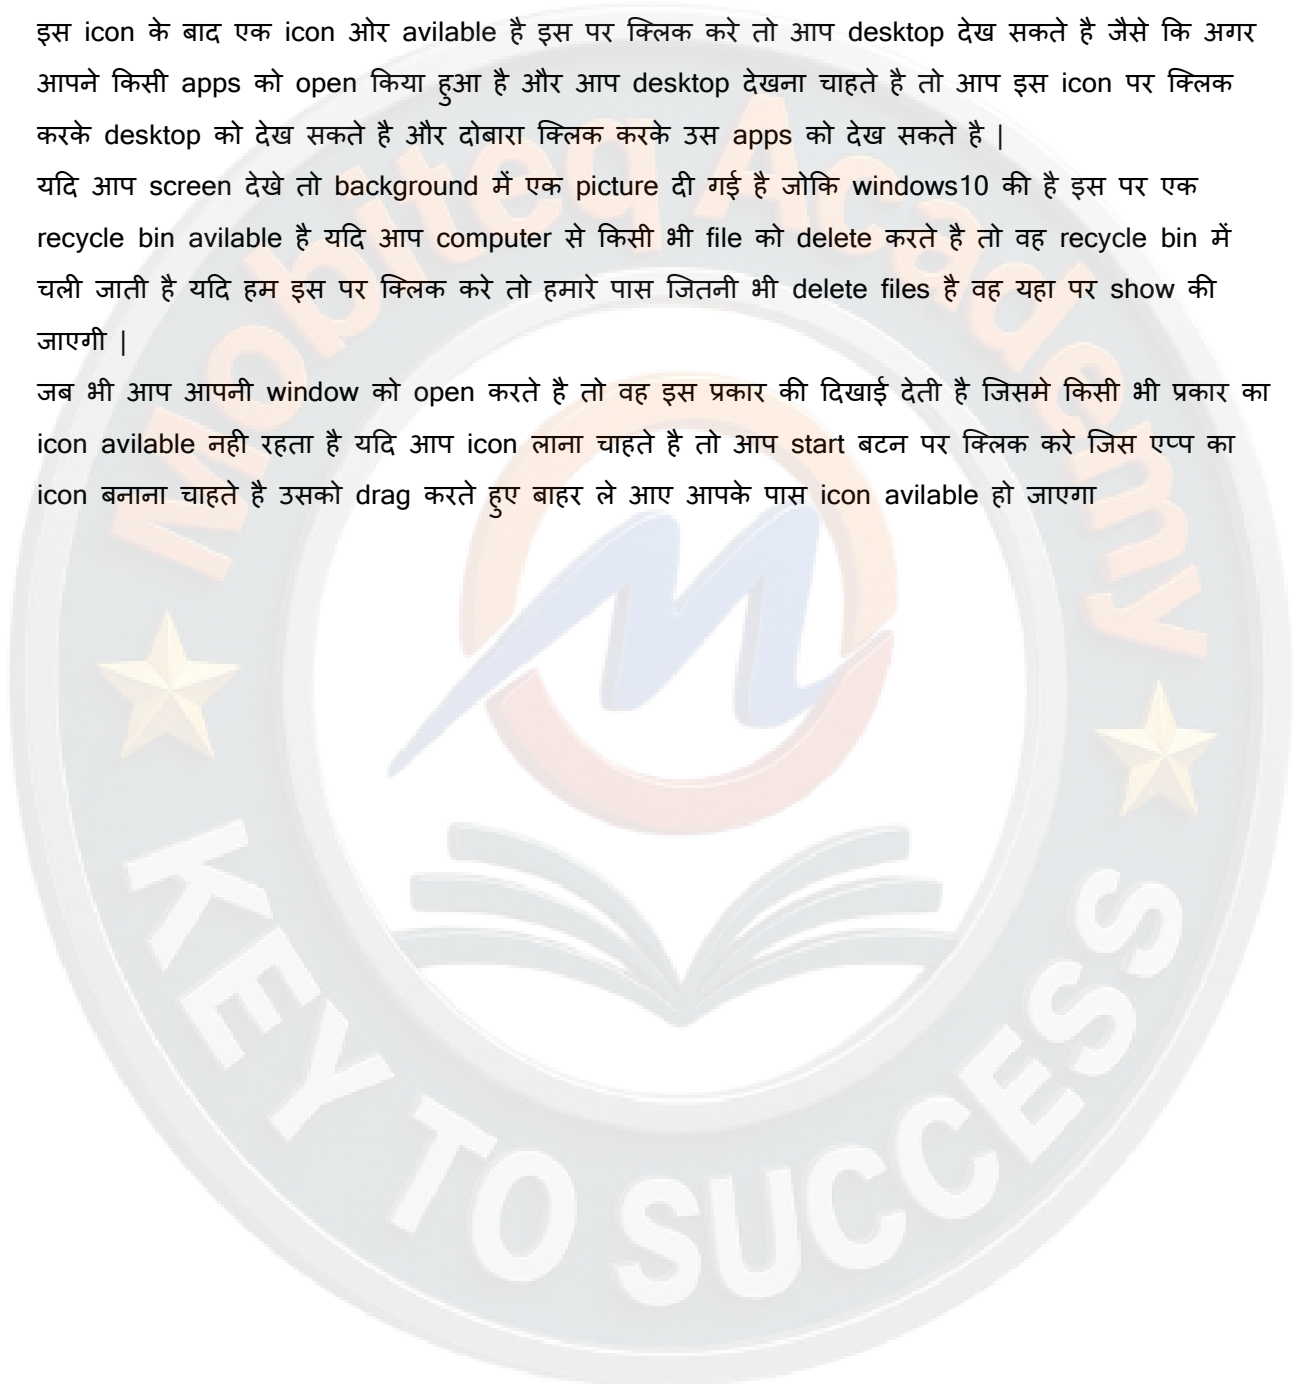 इस icon के बाद एक icon ओर avilable है इस पर क्लिक करे तो आप desktop देख सकते है जैसे कि अगर
आपने किसी apps को open किया हुआ है और आप desktop देखना चाहते है तो आप इस icon पर क्लिक
करके desktop को देख सकते है और दोबारा क्लिक करके उस apps को देख सकते है |
यदि आप screen देखे तो background में एक picture दी गई है जोकि windows10 की है इस पर एक
recycle bin avilable है यदि आप computer से किसी भी file को delete करते है तो वह recycle bin में
चली जाती है यदि हम इस पर क्लिक करे तो हमारे पास जितनी भी delete files है वह यहा पर show की
जाएगी |
जब भी आप आपनी window को open करते है तो वह इस प्रकार की दिखाई देती है जिसमे किसी भी प्रकार का
icon avilable नही रहता है यदि आप icon लाना चाहते है तो आप start बटन पर क्लिक करे जिस एप्प का
icon बनाना चाहते है उसको drag करते हुए बाहर ले आए आपके पास icon avilable हो जाएगा
Mobiteq Academy
KEY TO SUCCESS